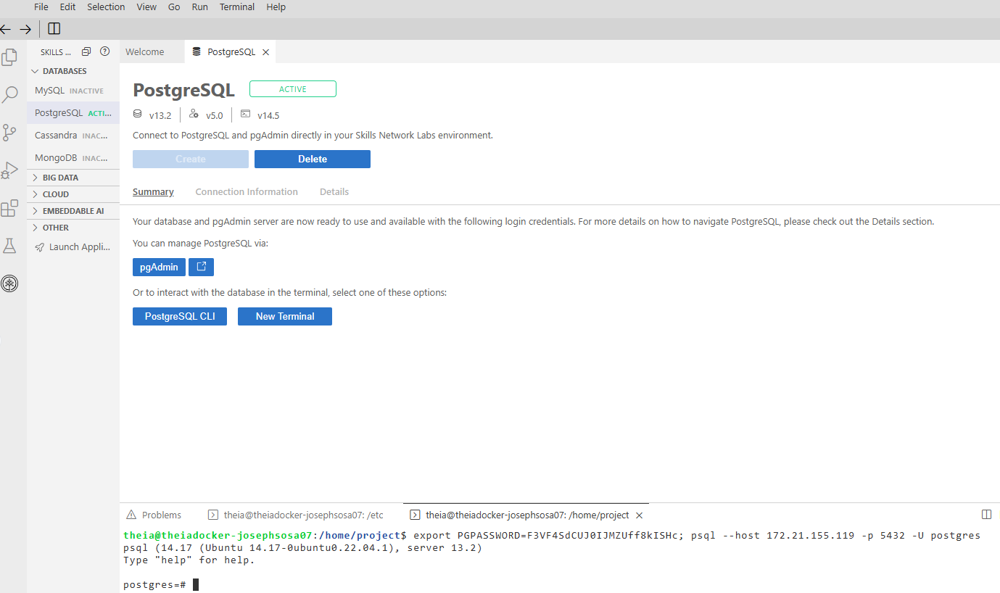 File Edit Selection View Go Run Terminal Help
SKILLS ...
Welcome PostgreSQL
DATABASES
MySQL INACTIVE
PostgreSQL ACTI...
Cassandra INAC...
MongoDB INAC...
BIG DATA
CLOUD
EMBEDDABLE AI
OTHER
Launch Appli...
PostgreSQL ACTIVE
v13.2 v5.0 v14.5
Connect to PostgreSQL and pgAdmin directly in your Skills Network Labs environment.
Create Delete
Summary Connection Information Details
Your database and pgAdmin server are now ready to use and available with the following login credentials. For more details on how to navigate PostgreSQL, please check out the Details section.
You can manage PostgreSQL via:
pgAdmin
Or to interact with the database in the terminal, select one of these options:
PostgreSQL CLI New Terminal
Problems theia@theiadocker-josephsosa07: /etc theia@theiadocker-josephsosa07: /home/project
theia@theiadocker-josephsosa07:/home/project$ export PGPASSWORD=F3VF4SdCUJ0IJMZUff8kISHc; psql --host 172.21.155.119 -p 5432 -U postgres
psql (14.17 (Ubuntu 14.17-0ubuntu0.22.04.1), server 13.2)
Type "help" for help.
postgres=#